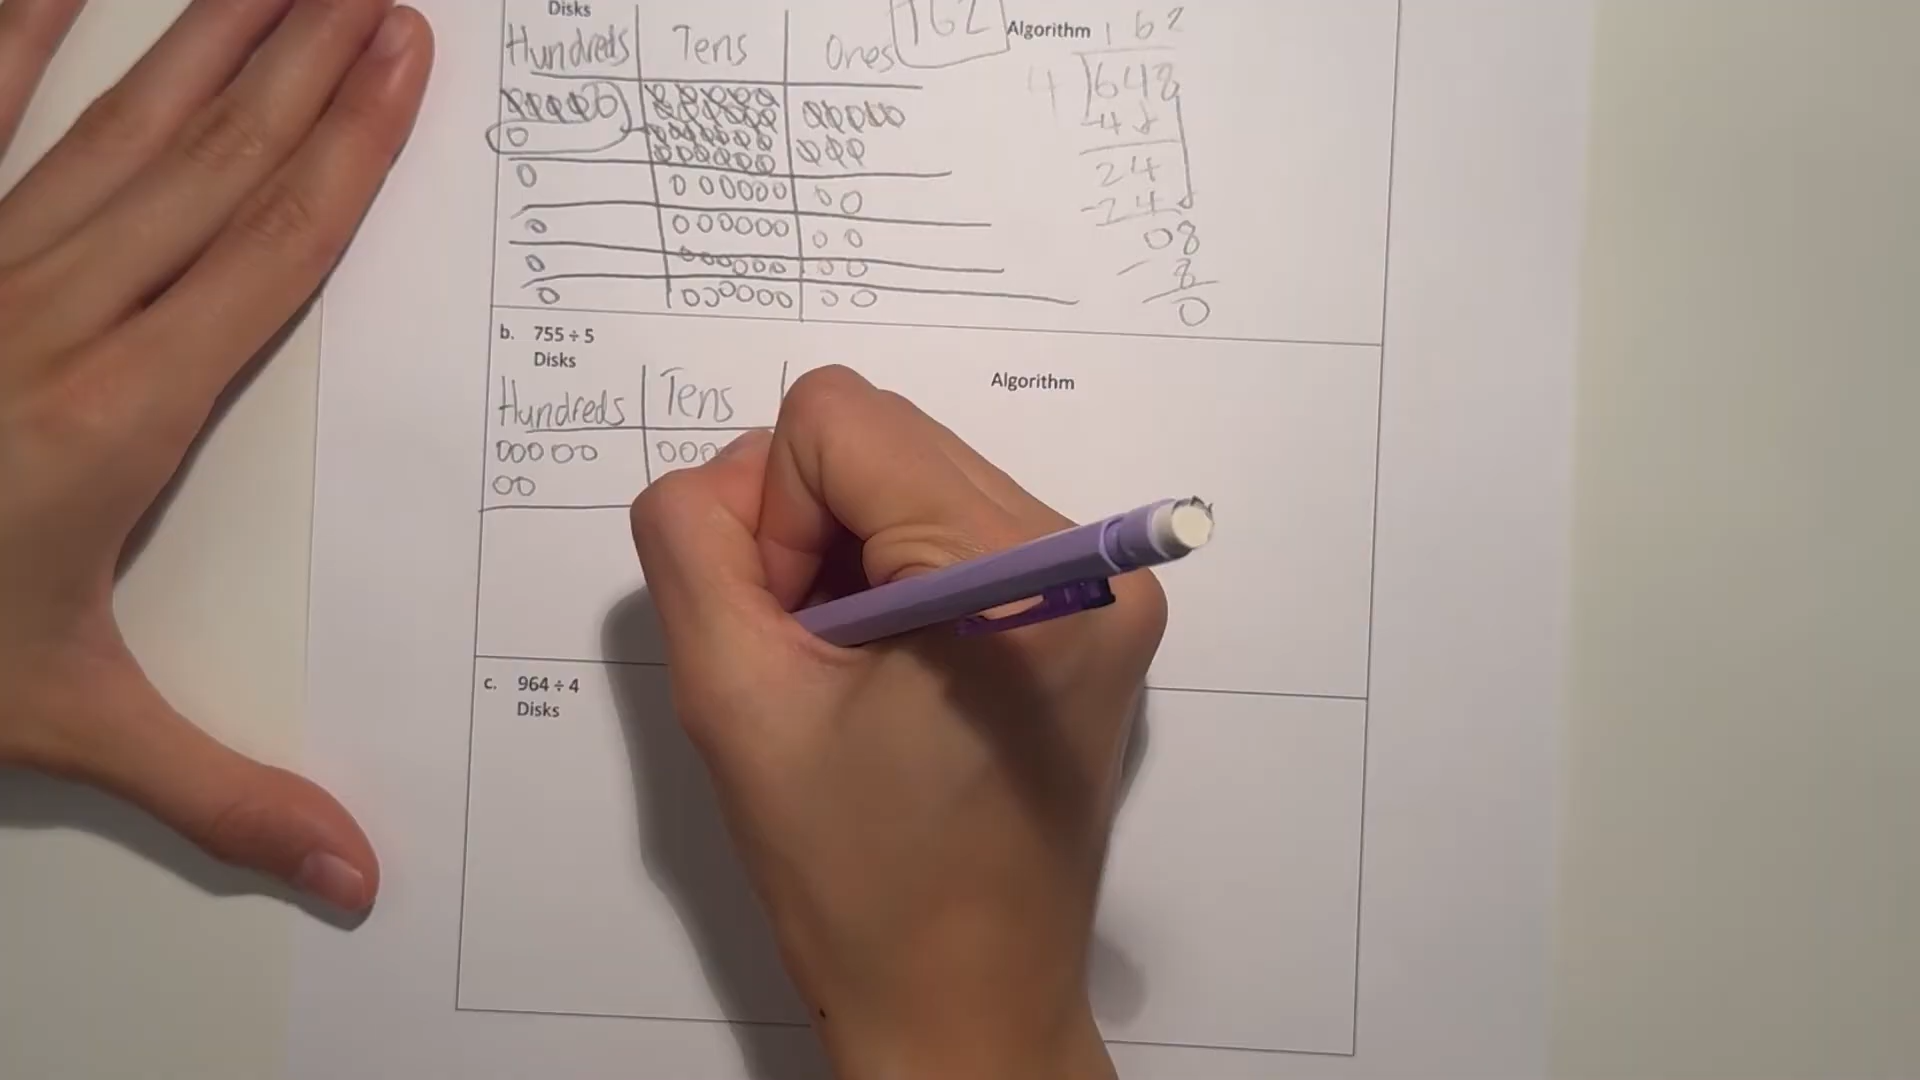 Disks
Hundreds Tens Ones 162
Algorithm 162
4 648
-4
24
-24
08
- 8
0
b. 755 ÷ 5
Disks
Algorithm
Hundreds Tens
c. 964 ÷ 4
Disks